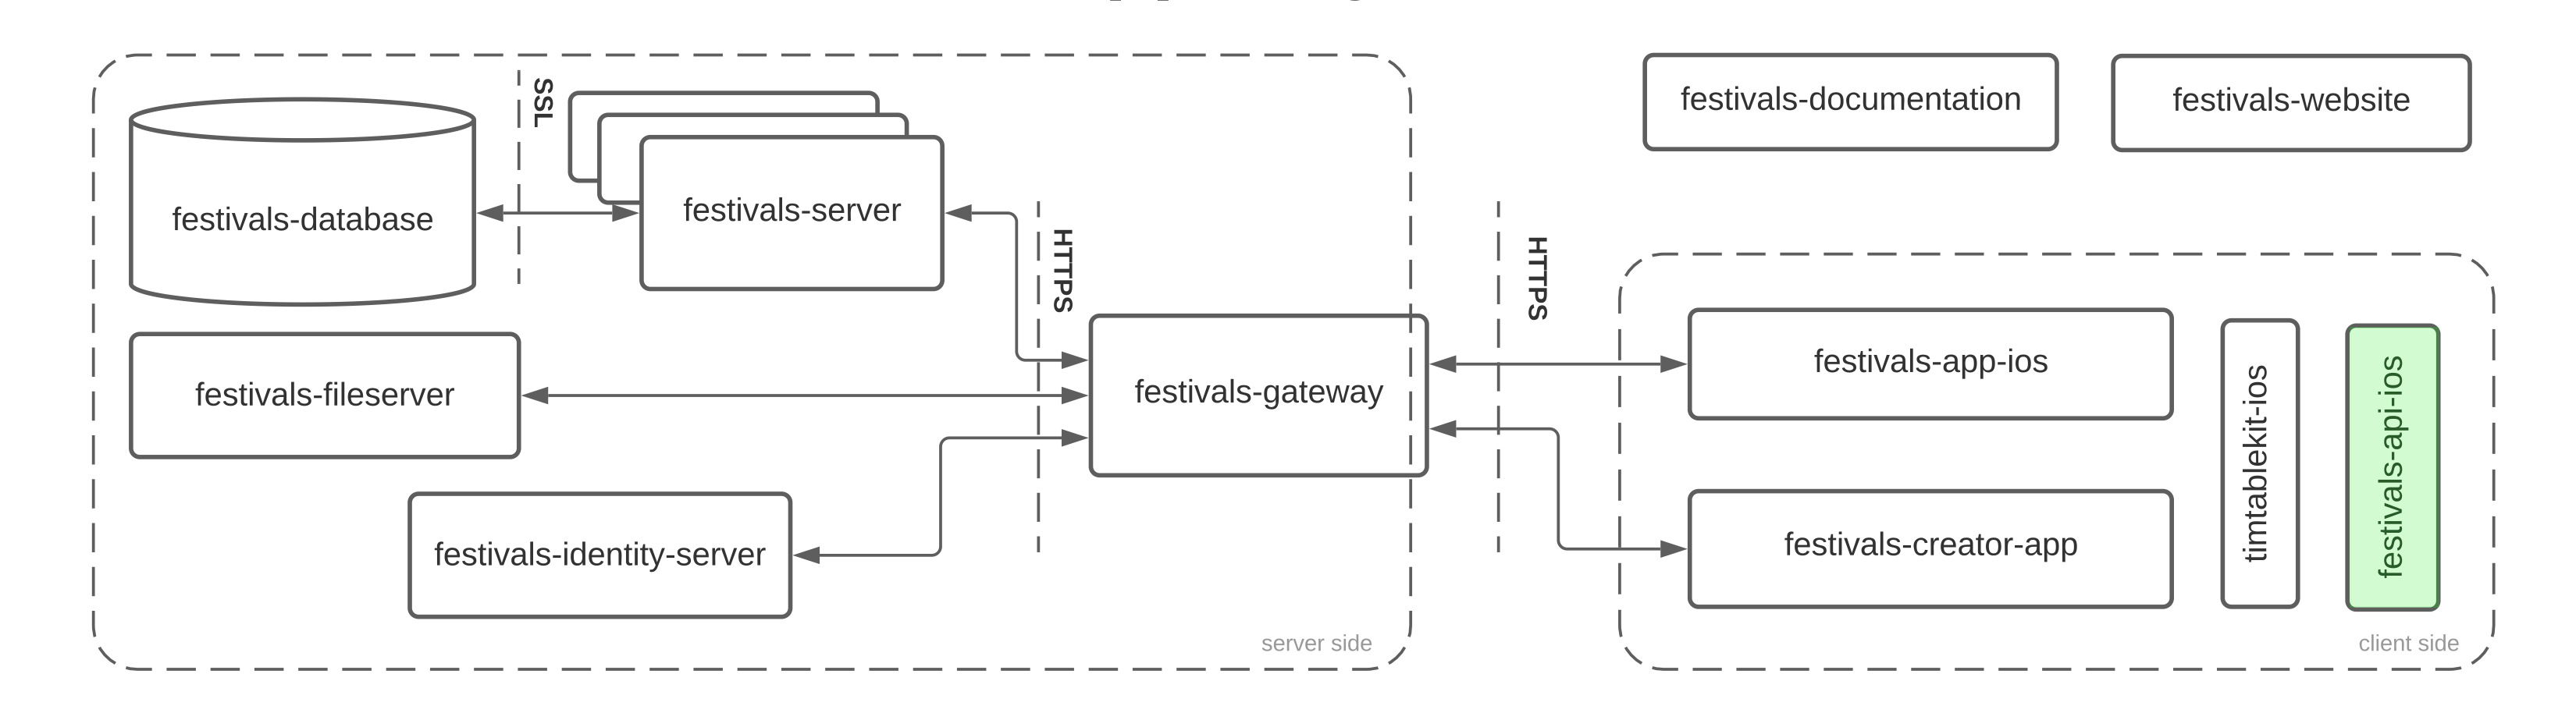 festivals-documentation
festivals-website
SSL
festivals-database
festivals-server
HTTPS
HTTPS
festivals-fileserver
festivals-gateway
festivals-app-ios
timtablekit-ios
festivals-api-ios
festivals-identity-server
festivals-creator-app
server side
client side